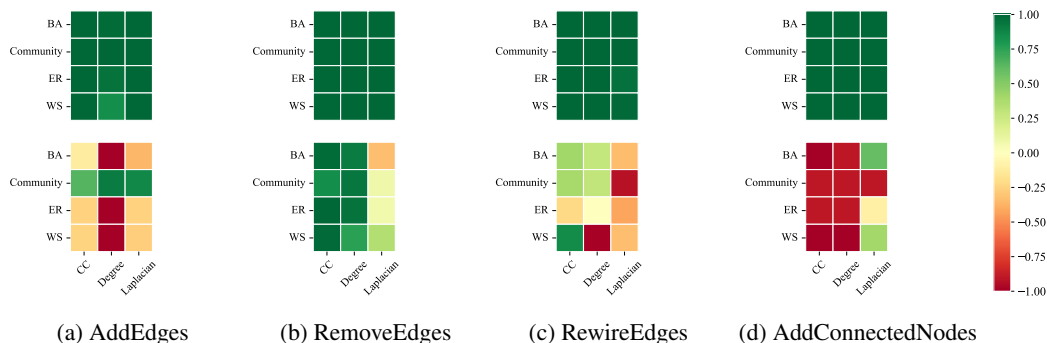 BA
Community
ER
WS
BA
Community
ER
WS
CC
Degree
Laplacian
(a) AddEdges
BA
Community
ER
WS
BA
Community
ER
WS
CC
Degree
Laplacian
(b) RemoveEdges
BA
Community
ER
WS
BA
Community
ER
WS
CC
Degree
Laplacian
(c) RewireEdges
BA
Community
ER
WS
BA
Community
ER
WS
CC
Degree
Laplacian
(d) AddConnectedNodes
1.00
0.75
0.50
0.25
0.00
−0.25
−0.50
−0.75
−1.00